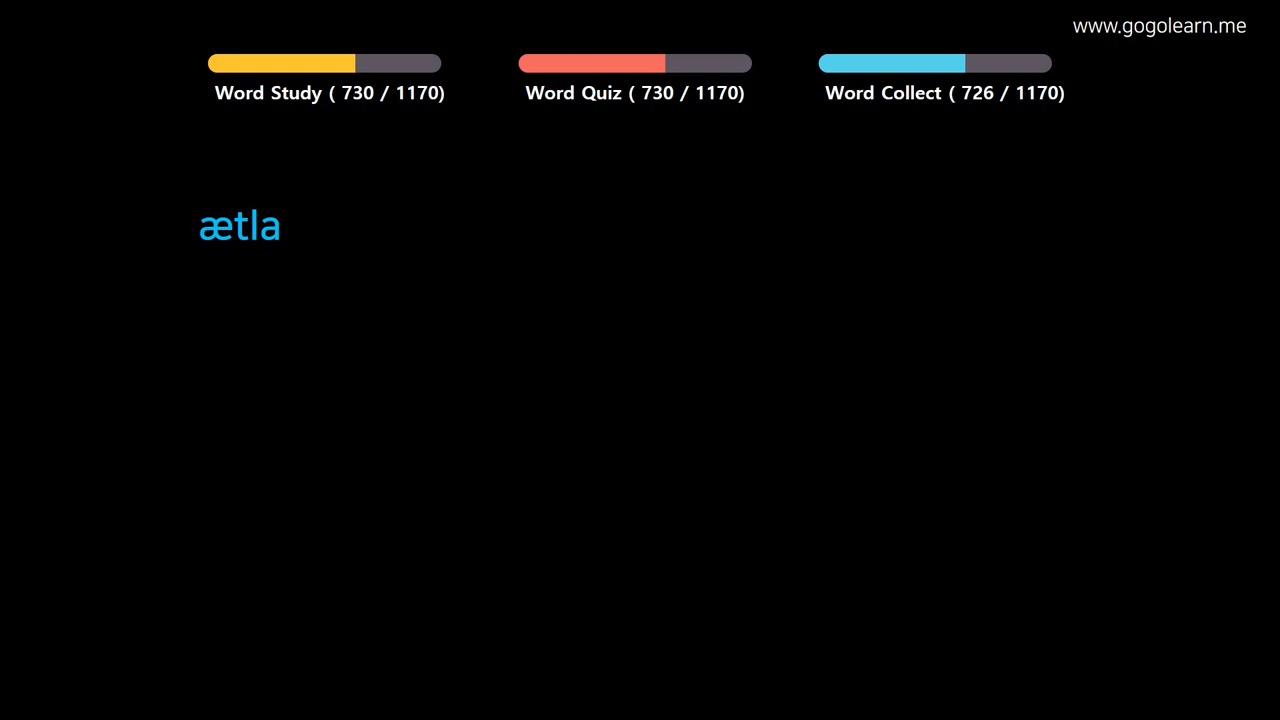 www.gogolearn.me
Word Study ( 730 / 1170)
Word Quiz ( 730 / 1170)
Word Collect ( 726 / 1170)
ætla